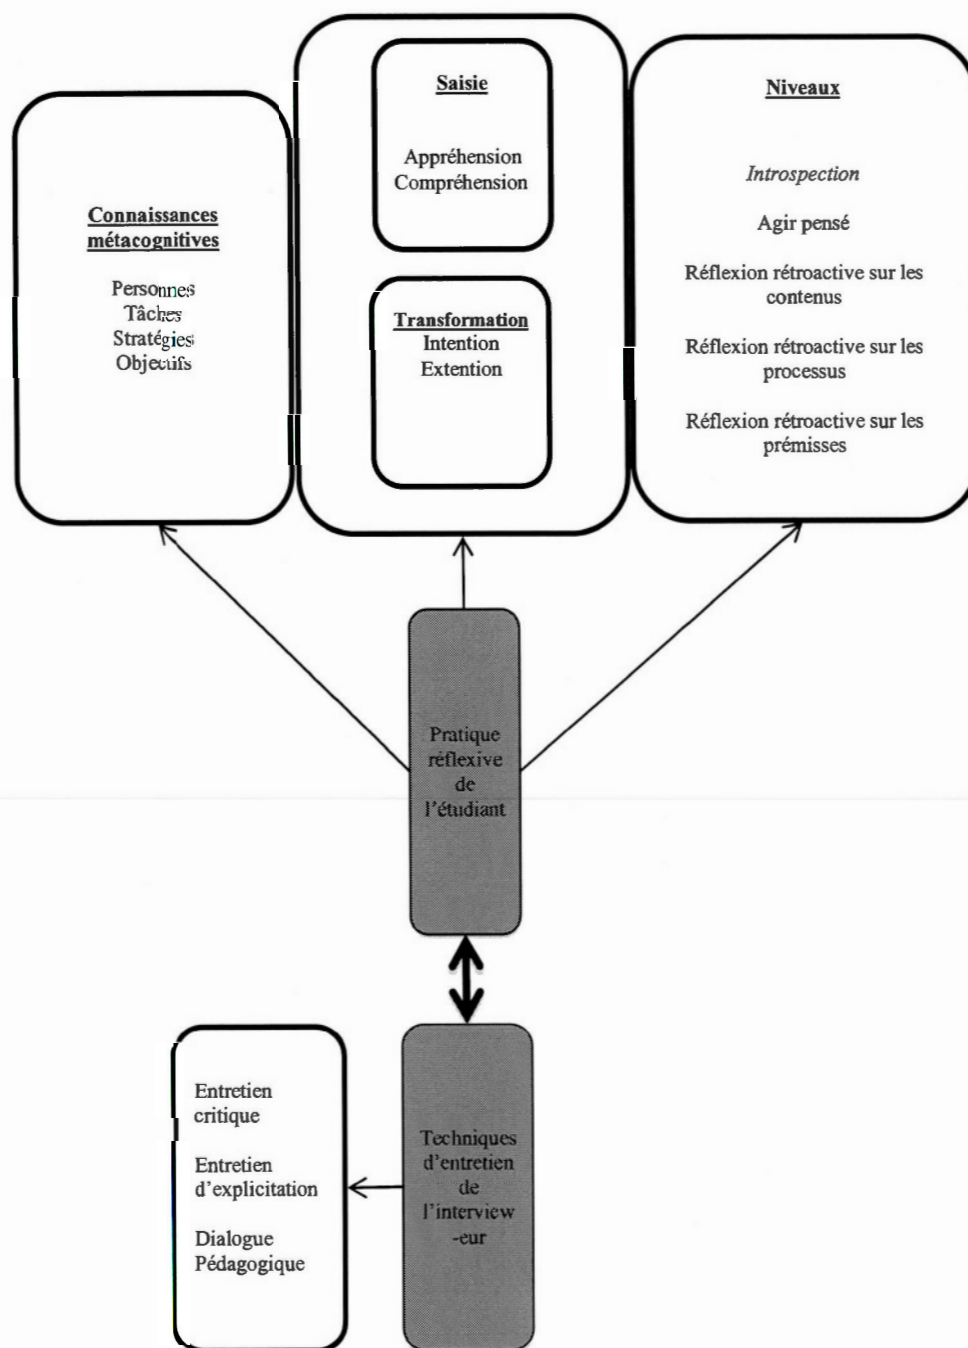 Connaissances
métacognitives
Personnes
Tâches
Stratégies
Objectifs
Saisie
Appréhension
Compréhension
Transformation
Intention
Extention
Niveaux
Introspection
Agir pensé
Réflexion rétroactive sur les
contenus
Réflexion rétroactive sur les
processus
Réflexion rétroactive sur les
prémisses
Pratique
réflexive
de
l'étudiant
Entretien
critique
Entretien
d'explicitation
Dialogue
Pédagogique
Techniques
d'entretien
de
l'interview
-eur